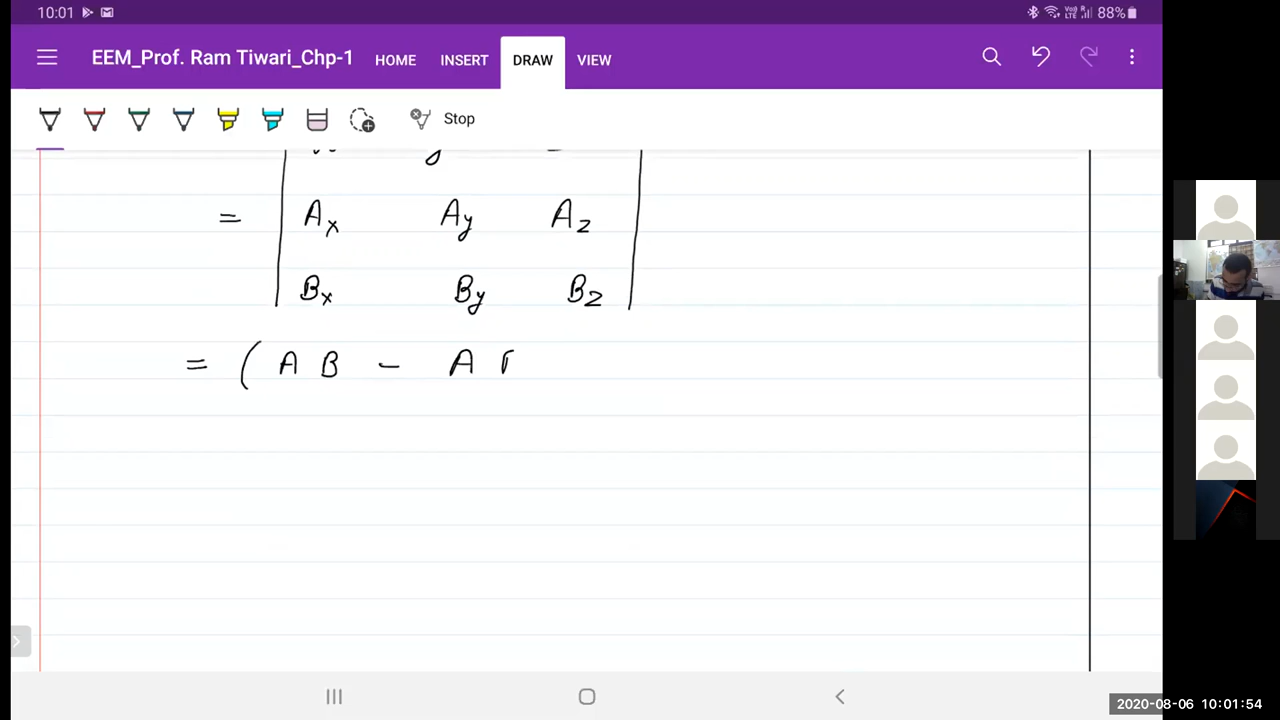 10:01 88%
EEM_Prof. Ram Tiwari_Chp-1 HOME INSERT DRAW VIEW
Stop
= Ax Ay Az
Bx By Bz
= ( A B - A
2020-08-06 10:01:54